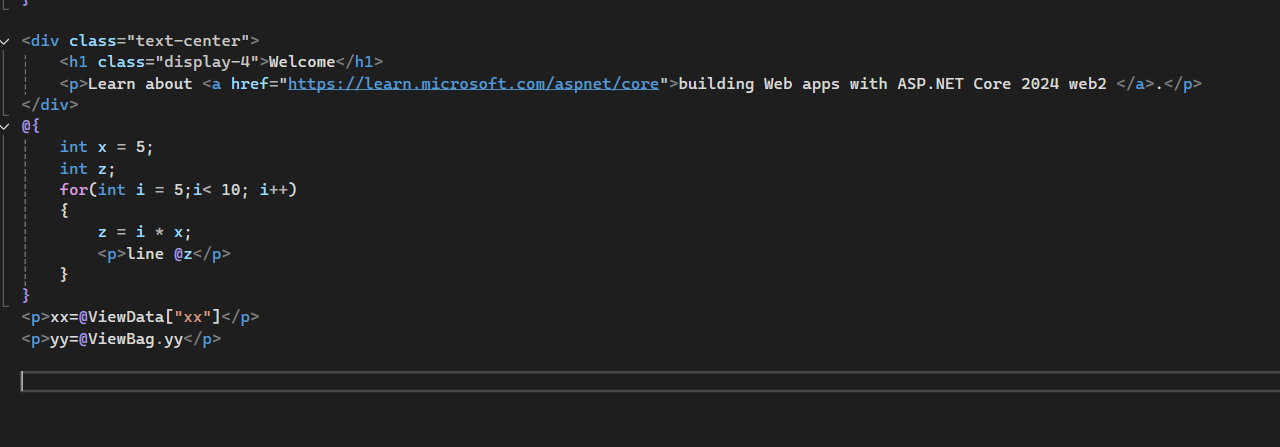 }
<div class="text-center">
    <h1 class="display-4">Welcome</h1>
    <p>Learn about <a href="https://learn.microsoft.com/aspnet/core">building Web apps with ASP.NET Core 2024 web2 </a>.</p>
</div>
@{
    int x = 5;
    int z;
    for(int i = 5;i< 10; i++)
    {
        z = i * x;
        <p>line @z</p>
    }
}
<p>xx=@ViewData["xx"]</p>
<p>yy=@ViewBag.yy</p>